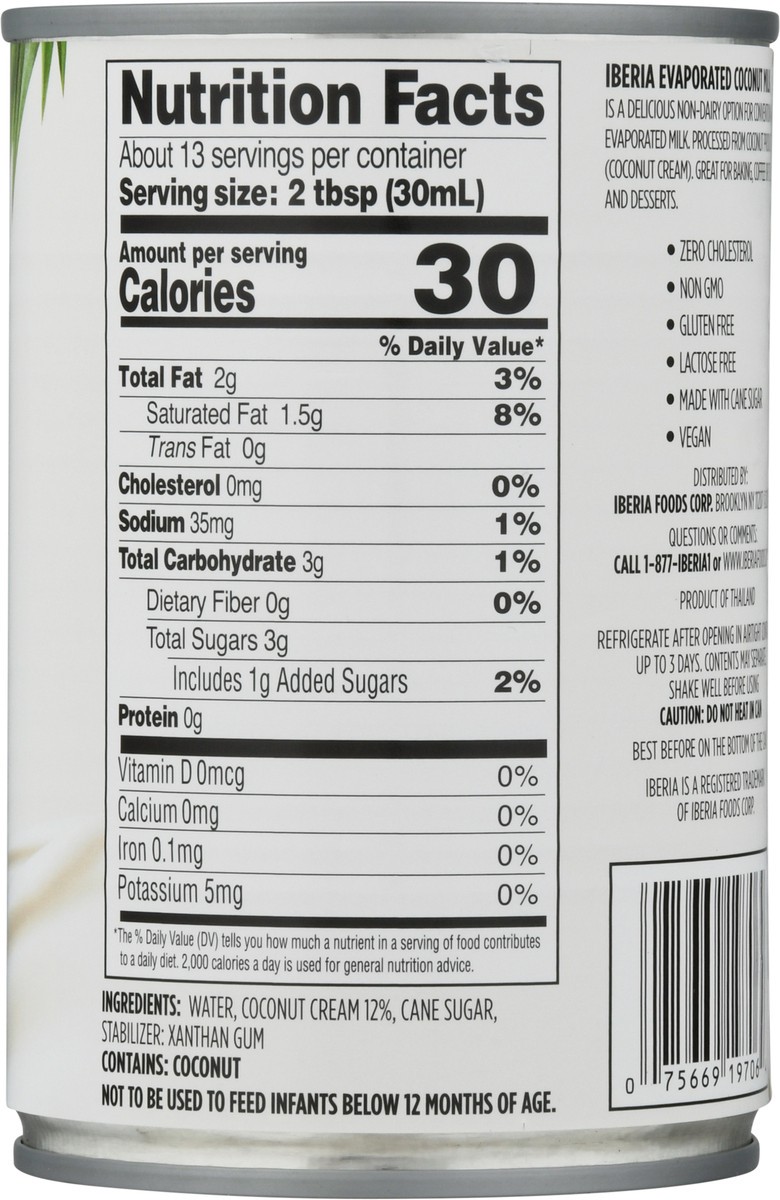 Nutrition Facts
About 13 servings per container
Serving size: 2 tbsp (30mL)
Amount per serving
Calories 30
% Daily Value*
Total Fat 2g 3%
Saturated Fat 1.5g 8%
Trans Fat 0g
Cholesterol 0mg 0%
Sodium 35mg 1%
Total Carbohydrate 3g 1%
Dietary Fiber 0g 0%
Total Sugars 3g
Includes 1g Added Sugars 2%
Protein 0g
Vitamin D 0mcg 0%
Calcium 0mg 0%
Iron 0.1mg 0%
Potassium 5mg 0%
*The % Daily Value (DV) tells you how much a nutrient in a serving of food contributes
to a daily diet. 2,000 calories a day is used for general nutrition advice.
INGREDIENTS: WATER, COCONUT CREAM 12%, CANE SUGAR,
STABILIZER: XANTHAN GUM
CONTAINS: COCONUT
NOT TO BE USED TO FEED INFANTS BELOW 12 MONTHS OF AGE.
IBERIA EVAPORATED COCONUT
IS A DELICIOUS NON-DAIRY OPTION FOR
EVAPORATED MILK. PROCESSED FROM COCONUT
(COCONUT CREAM). GREAT FOR BAKING, COFFEE
AND DESSERTS.
• ZERO CHOLESTEROL
• NON GMO
• GLUTEN FREE
• LACTOSE FREE
• MADE WITH CANE SUGAR
• VEGAN
DISTRIBUTED BY:
IBERIA FOODS CORP. BROOKLYN NY
QUESTIONS OR COMMENTS:
CALL 1-877-IBERIA1 or
PRODUCT OF THAILAND
REFRIGERATE AFTER OPENING IN AIRTIGHT
UP TO 3 DAYS. CONTENTS MAY SEPARATE.
SHAKE WELL BEFORE USING
CAUTION: DO NOT HEAT IN CAN
BEST BEFORE ON THE BOTTOM OF THE
IBERIA IS A REGISTERED TRADEMARK
OF IBERIA FOODS CORP.
0 75669 19706